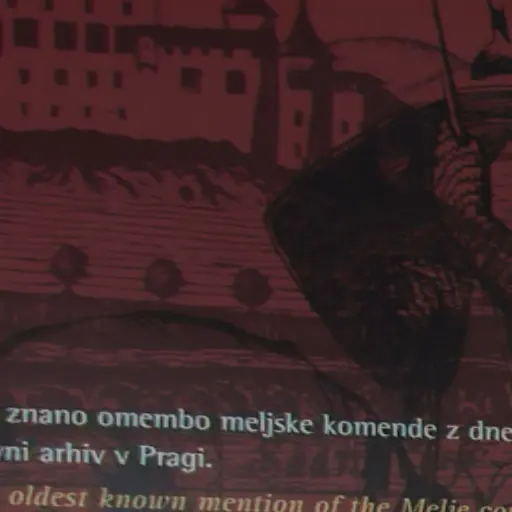 znano omembo meljske komende z dne
arhiv v Pragi.
oldest known mention of the Melje